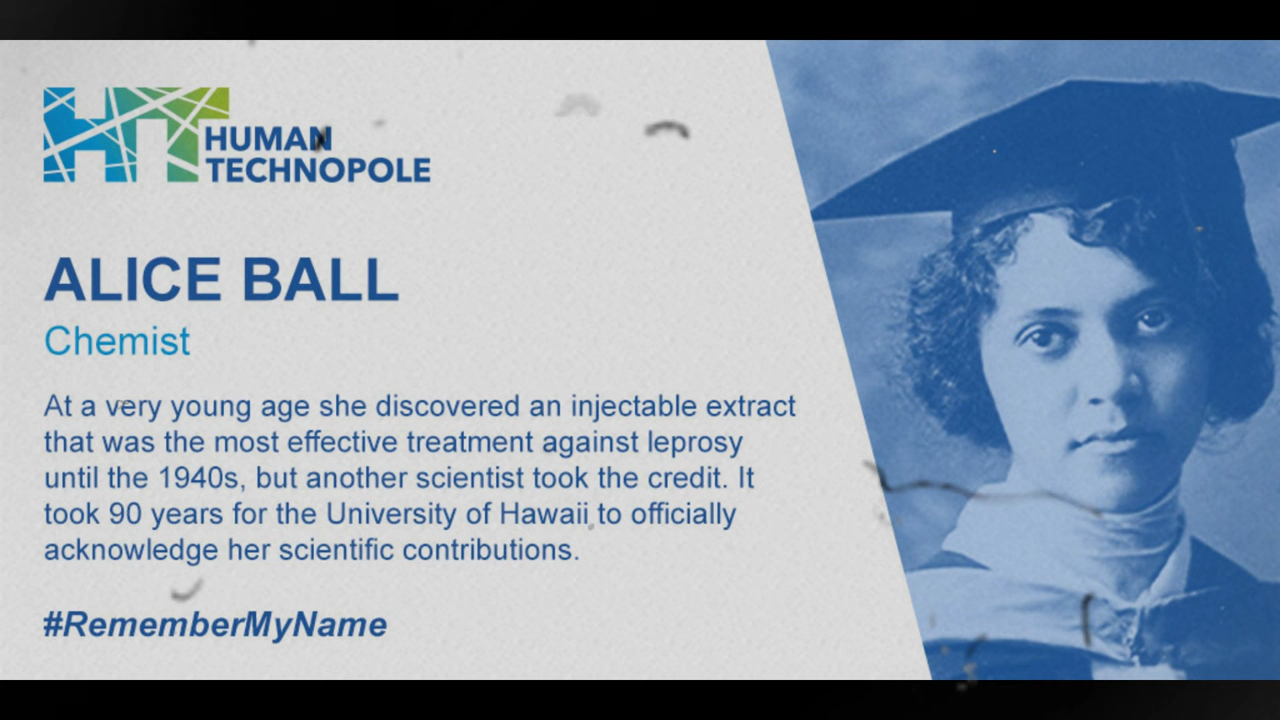 HT
HUMAN
TECHNOPOLE
ALICE BALL
Chemist
At a very young age she discovered an injectable extract
that was the most effective treatment against leprosy
until the 1940s, but another scientist took the credit. It
took 90 years for the University of Hawaii to officially
acknowledge her scientific contributions.
#RememberMyName